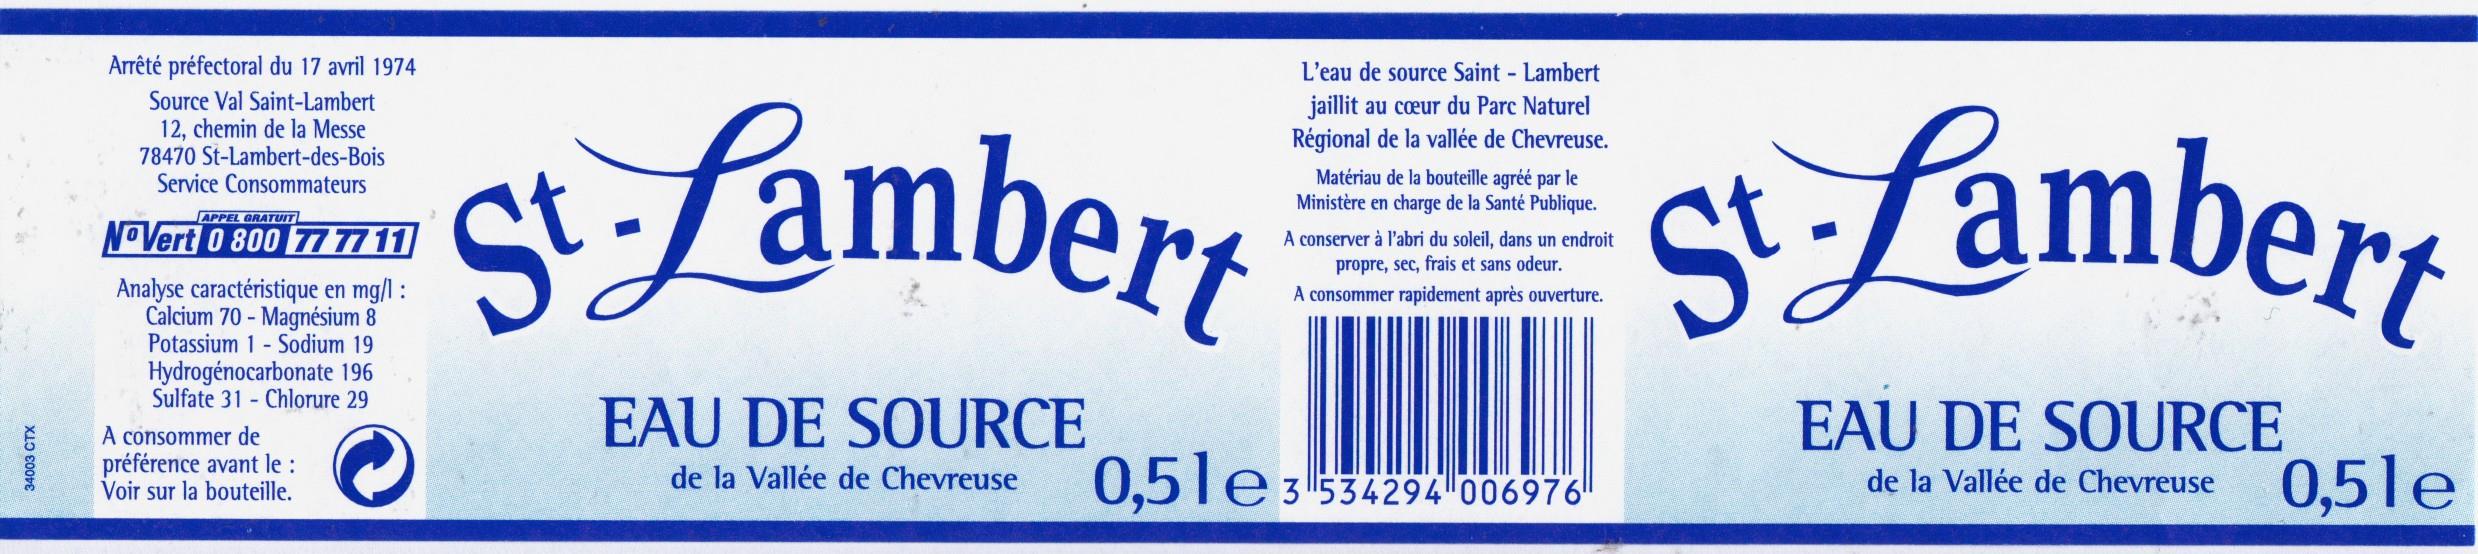 Arrêté préfectoral du 17 avril 1974
Source Val Saint-Lambert
12, chemin de la Messe
78470 St-Lambert-des-Bois
Service Consommateurs
APPEL GRATUIT
N° Vert 0 800 77 77 11
Analyse caractéristique en mg/l :
Calcium 70 - Magnésium 8
Potassium 1 - Sodium 19
Hydrogénocarbonate 196
Sulfate 31 - Chlorure 29
A consommer de
préférence avant le :
Voir sur la bouteille.
34003 CTX
St-Lambert
EAU DE SOURCE
de la Vallée de Chevreuse
0,5 l e
L'eau de source Saint - Lambert
jaillit au cœur du Parc Naturel
Régional de la vallée de Chevreuse.
Matériau de la bouteille agréé par le
Ministère en charge de la Santé Publique.
A conserver à l'abri du soleil, dans un endroit
propre, sec, frais et sans odeur.
A consommer rapidement après ouverture.
3 534294 006976
St-Lambert
EAU DE SOURCE
de la Vallée de Chevreuse
0,5 l e